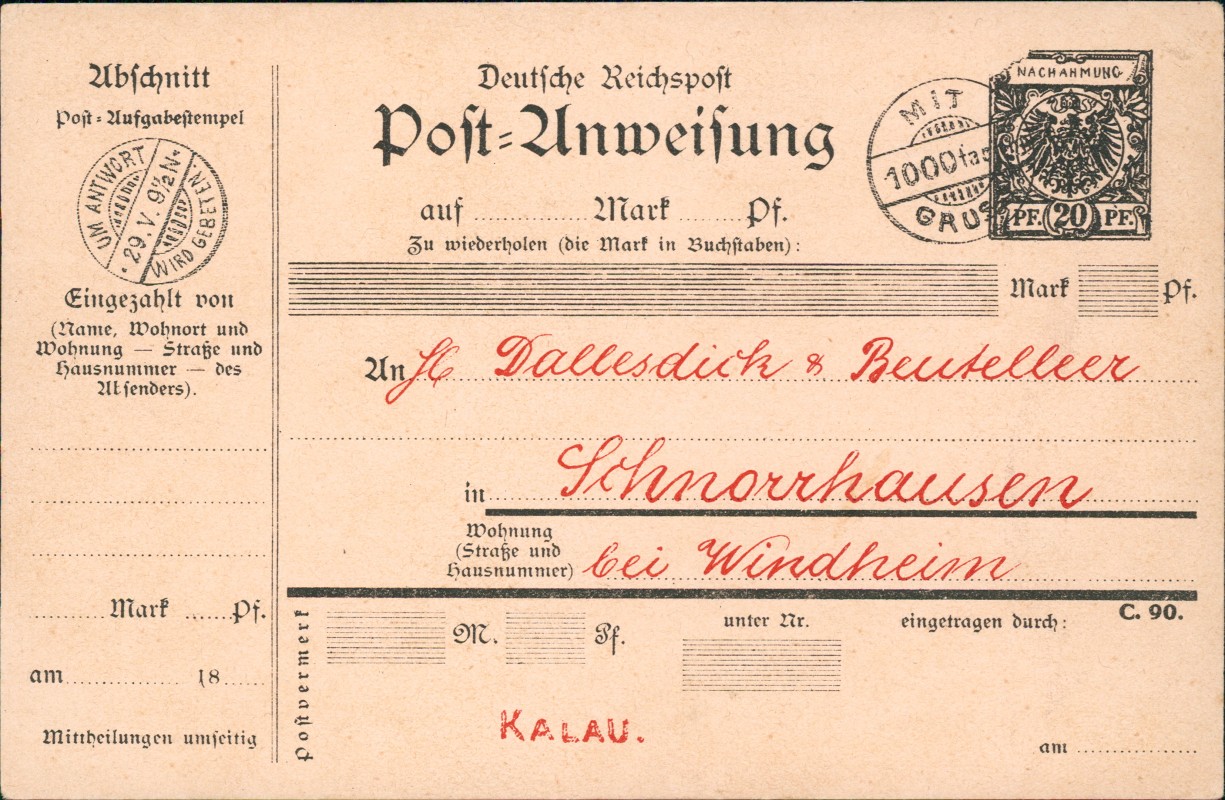 Abschnitt
Post=Aufgabestempel
UM ANTWORT
* 29. V. 9½ N *
WIRD GEBETEN
Eingezahlt von
(Name, Wohnort und
Wohnung — Straße und
Hausnummer — des
Absenders).
Mark Pf.
am 18
Mittheilungen umseitig
Deutsche Reichspost
Post=Anweisung
auf Mark Pf.
Zu wiederholen (die Mark in Buchstaben):
Mark Pf.
MIT
1000fa
GRUS
NACHAHMUNG
PF. 20 PF.
An H Dallesdick & Beutelleer
in Schnorrhausen
Wohnung
(Straße und
Hausnummer) bei Windheim
C. 90.
Postvermerk
M. Pf.
unter Nr.
eingetragen durch:
KALAU.
am